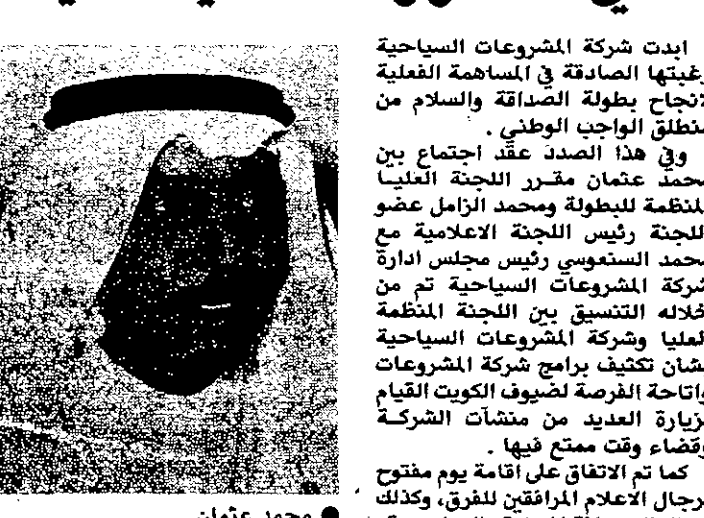 ابدت شركة المشروعات السياحية
رغبتها الصادقة في المساهمة الفعلية
لانجاح بطولة الصداقة والسلام من
منطلق الواجب الوطني .
وفي هذا الصدد عقد اجتماع بين
محمد عثمان مقرر اللجنة العليا
المنظمة للبطولة ومحمد الزامل عضو
اللجنة رئيس اللجنة الاعلامية مع
محمد السنعوسي رئيس مجلس ادارة
شركة المشروعات السياحية تم من
خلاله التنسيق بين اللجنة المنظمة
العليا وشركة المشروعات السياحية
بشان تكثيف برامج شركة المشروعات
واتاحة الفرصة لضيوف الكويت القيام
بزيارة العديد من منشآت الشركة
وقضاء وقت ممتع فيها .
كما تم الاتفاق على اقامة يوم مفتوح
لرجال الاعلام المرافقين للفرق، وكذلك
● محمد عثمان